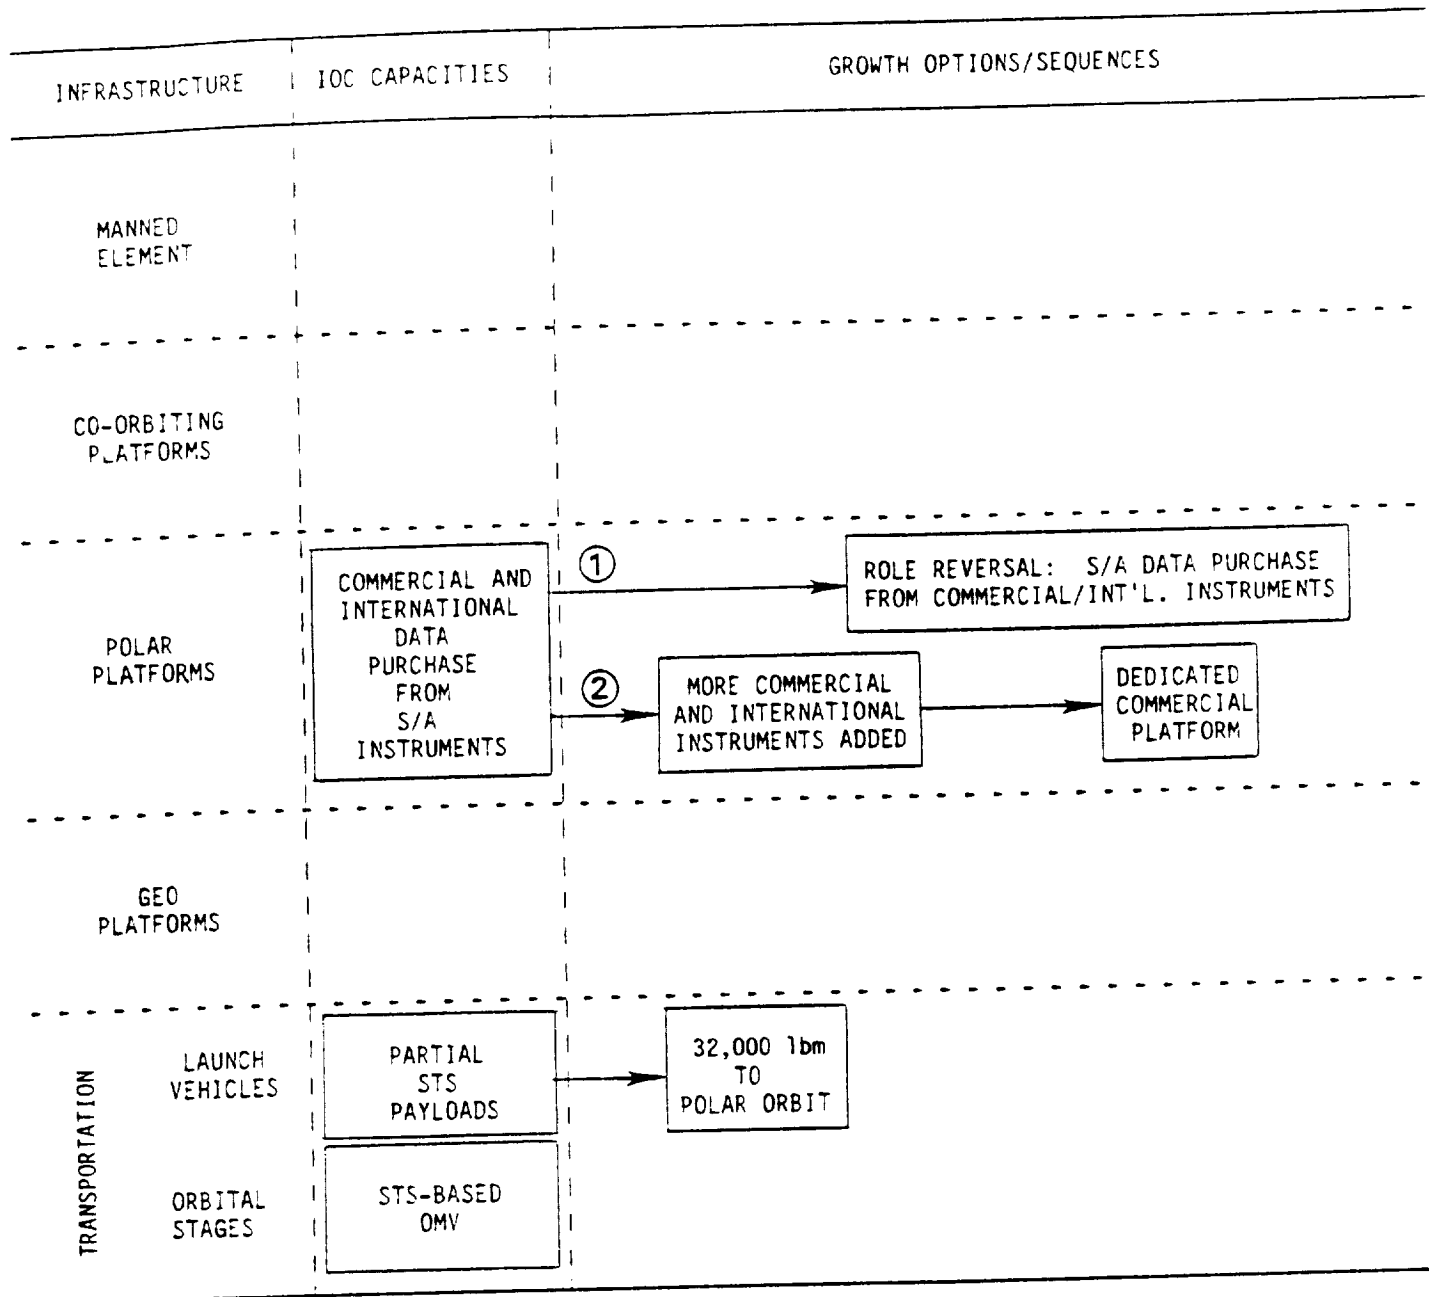 INFRASTRUCTURE
IOC CAPACITIES
GROWTH OPTIONS/SEQUENCES
MANNED
ELEMENT
CO-ORBITING
PLATFORMS
POLAR
PLATFORMS
COMMERCIAL AND
INTERNATIONAL
DATA
PURCHASE
FROM
S/A
INSTRUMENTS
1
ROLE REVERSAL: S/A DATA PURCHASE
FROM COMMERCIAL/INT'L. INSTRUMENTS
2
MORE COMMERCIAL
AND INTERNATIONAL
INSTRUMENTS ADDED
DEDICATED
COMMERCIAL
PLATFORM
GEO
PLATFORMS
TRANSPORTATION
LAUNCH
VEHICLES
PARTIAL
STS
PAYLOADS
32,000 lbm
TO
POLAR ORBIT
ORBITAL
STAGES
STS-BASED
OMV